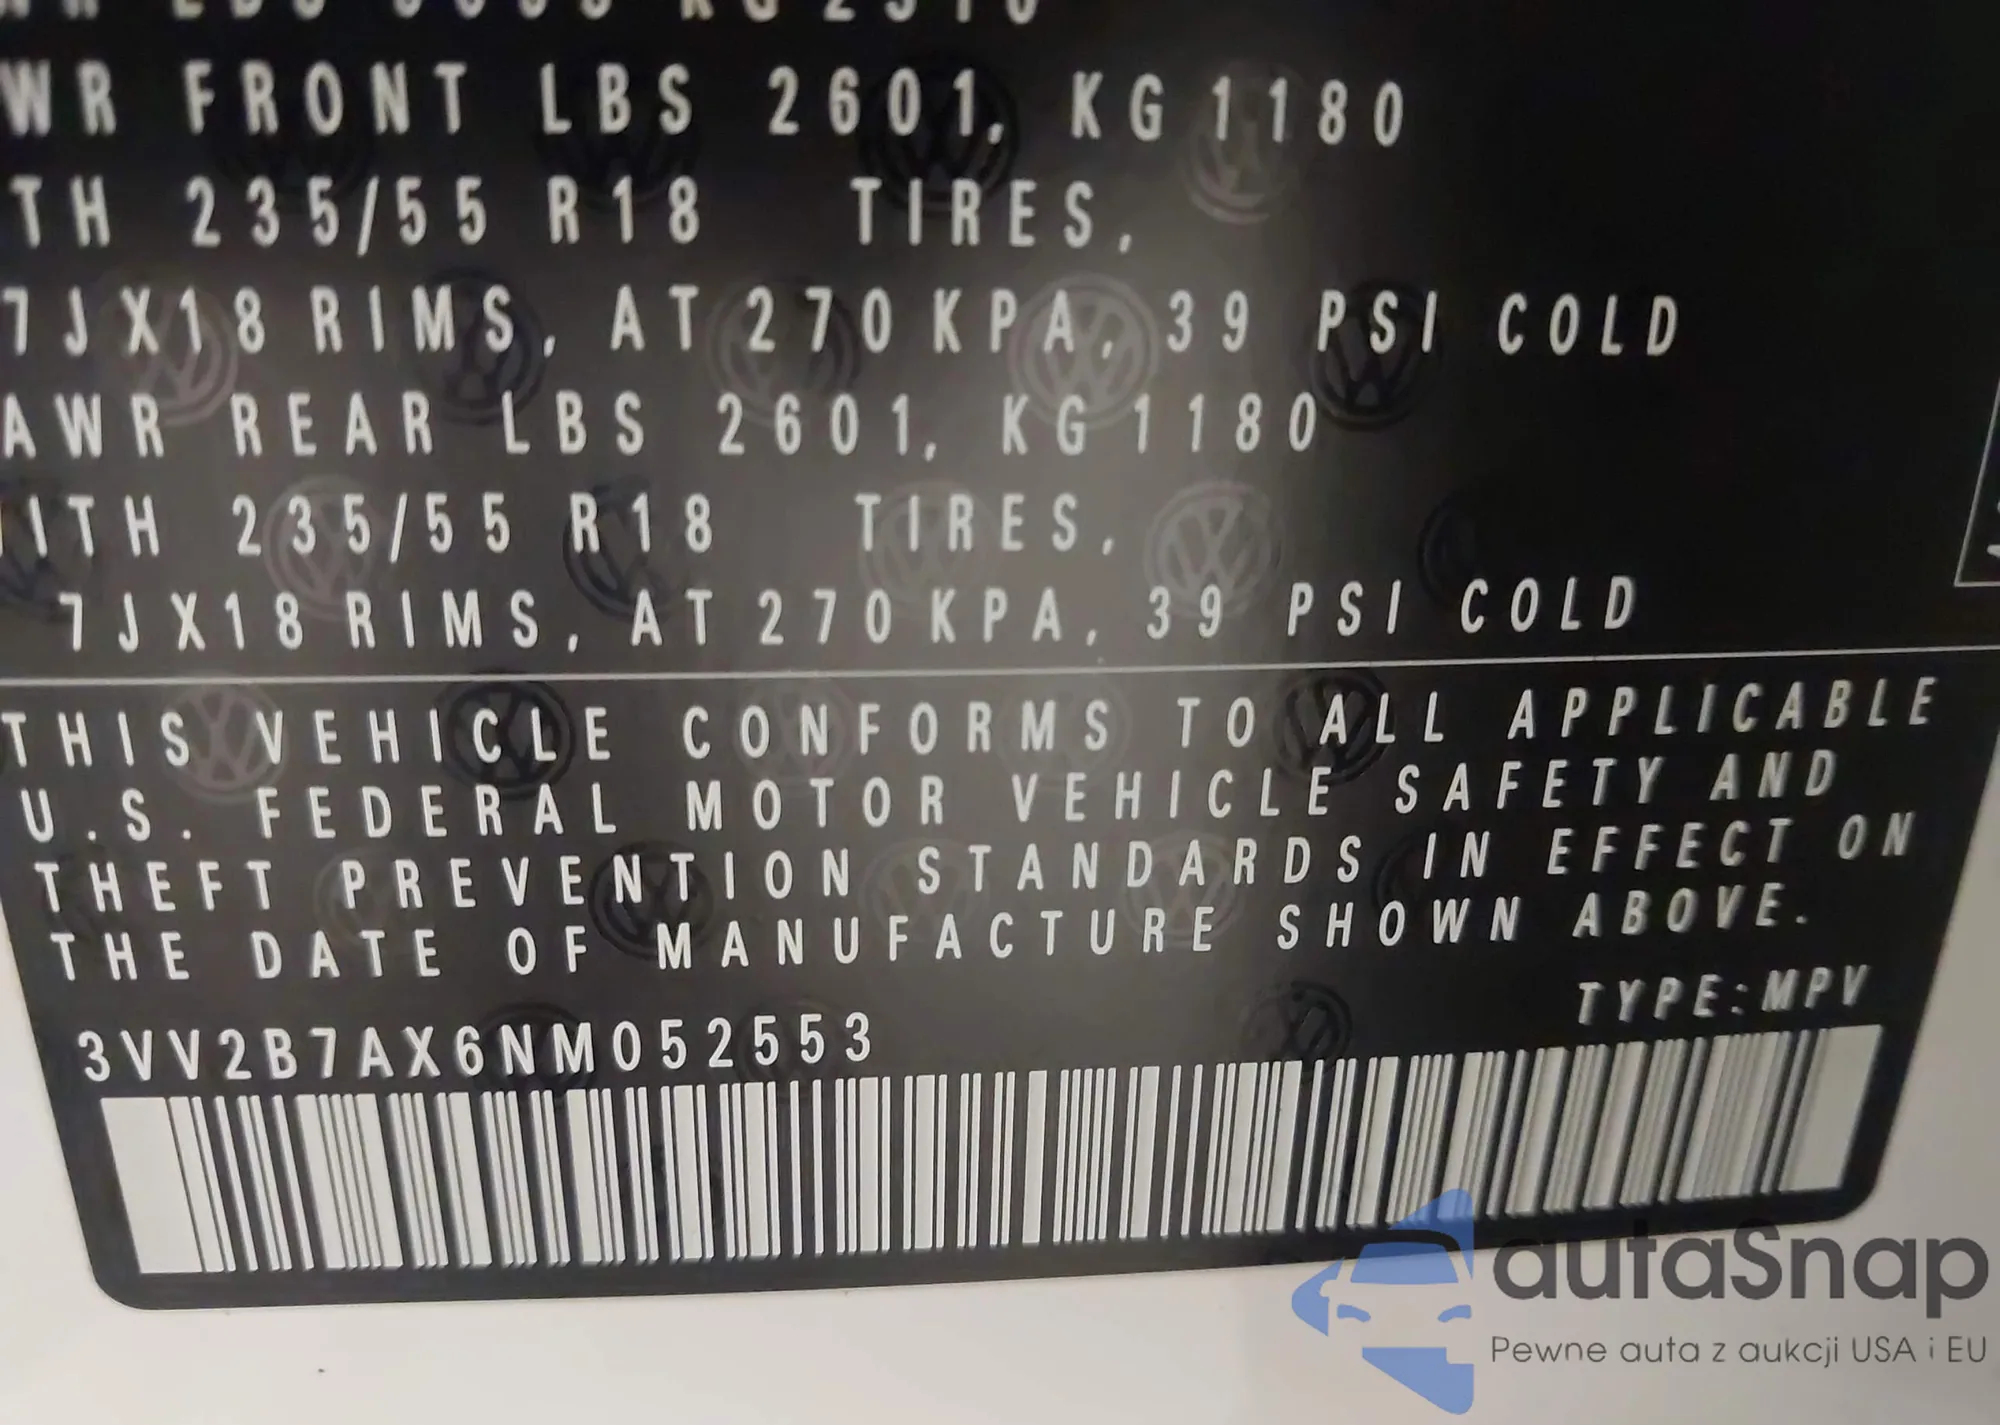 WR FRONT LBS 2601, KG 1180
TH 235/55 R18 TIRES,
7JX18 RIMS, AT 270 KPA, 39 PSI COLD
AWR REAR LBS 2601, KG 1180
ITH 235/55 R18 TIRES,
7JX18 RIMS, AT 270 KPA, 39 PSI COLD
THIS VEHICLE CONFORMS TO ALL APPLICABLE
U.S. FEDERAL MOTOR VEHICLE SAFETY AND
THEFT PREVENTION STANDARDS IN EFFECT ON
THE DATE OF MANUFACTURE SHOWN ABOVE.
TYPE:MPV
3VV2B7AX6NM052553
autaSnap
Pewne auta z aukcji USA i EU